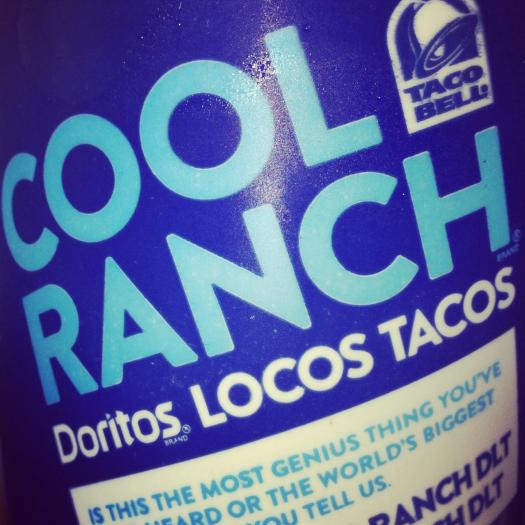 TACO
BELL®
COOL
RANCH®
BRAND
Doritos® LOCOS TACOS
BRAND
IS THIS THE MOST GENIUS THING YOU'VE
HEARD OR THE WORLD'S BIGGEST
YOU TELL US.
RANCH DLT
DLT